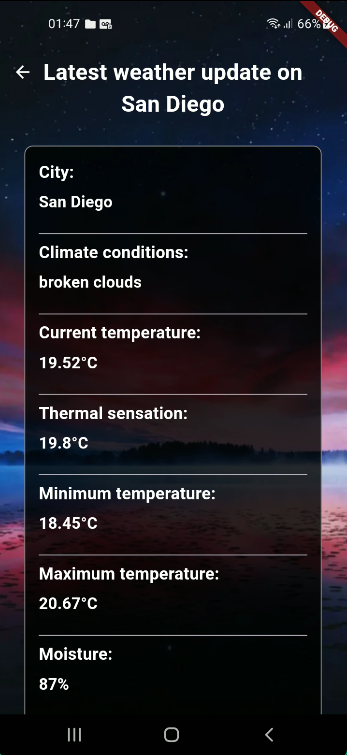 01:47
66%
DEBUG
Latest weather update on
San Diego
City:
San Diego
Climate conditions:
broken clouds
Current temperature:
19.52°C
Thermal sensation:
19.8°C
Minimum temperature:
18.45°C
Maximum temperature:
20.67°C
Moisture:
87%